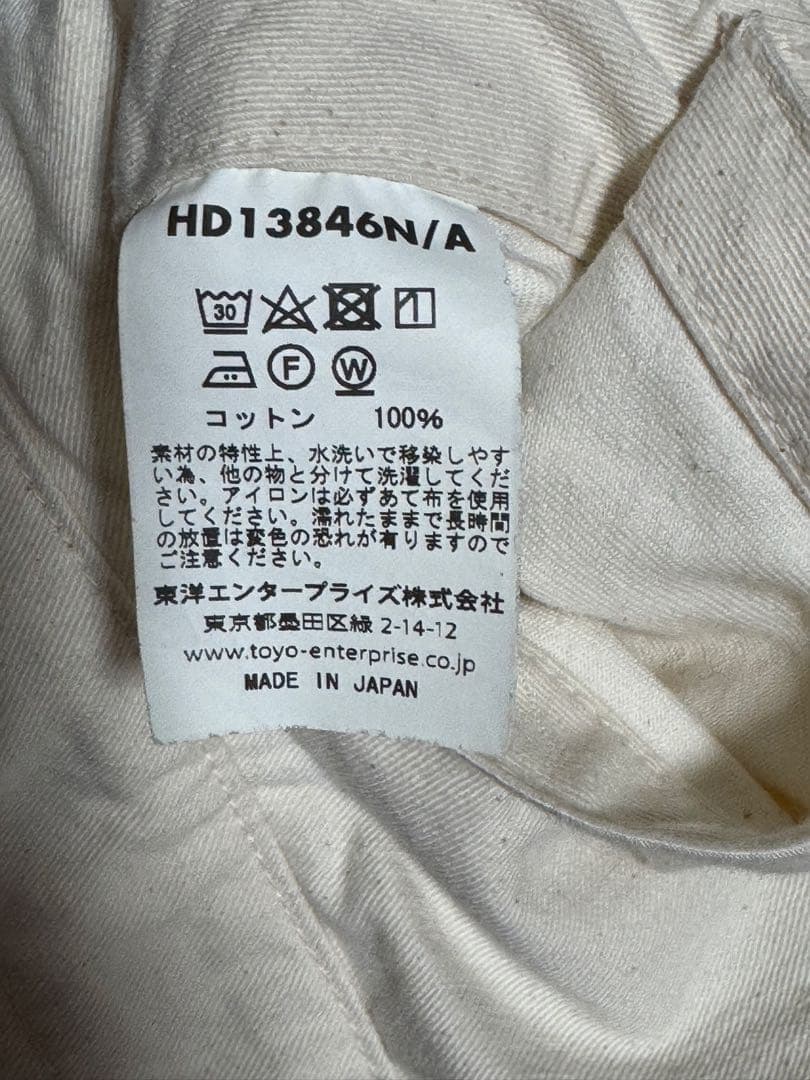 HD13846N/A
30
F W
コットン 100%
素材の特性上、水洗いで移染しやす
い為、他の物と分けて洗濯してくだ
さい。アイロンは必ずあて布を使用
してください。濡れたままで長時間
の放置は変色の恐れが有りますので
ご注意ください。
東洋エンタープライズ株式会社
東京都墨田区緑 2-14-12
www.toyo-enterprise.co.jp
MADE IN JAPAN